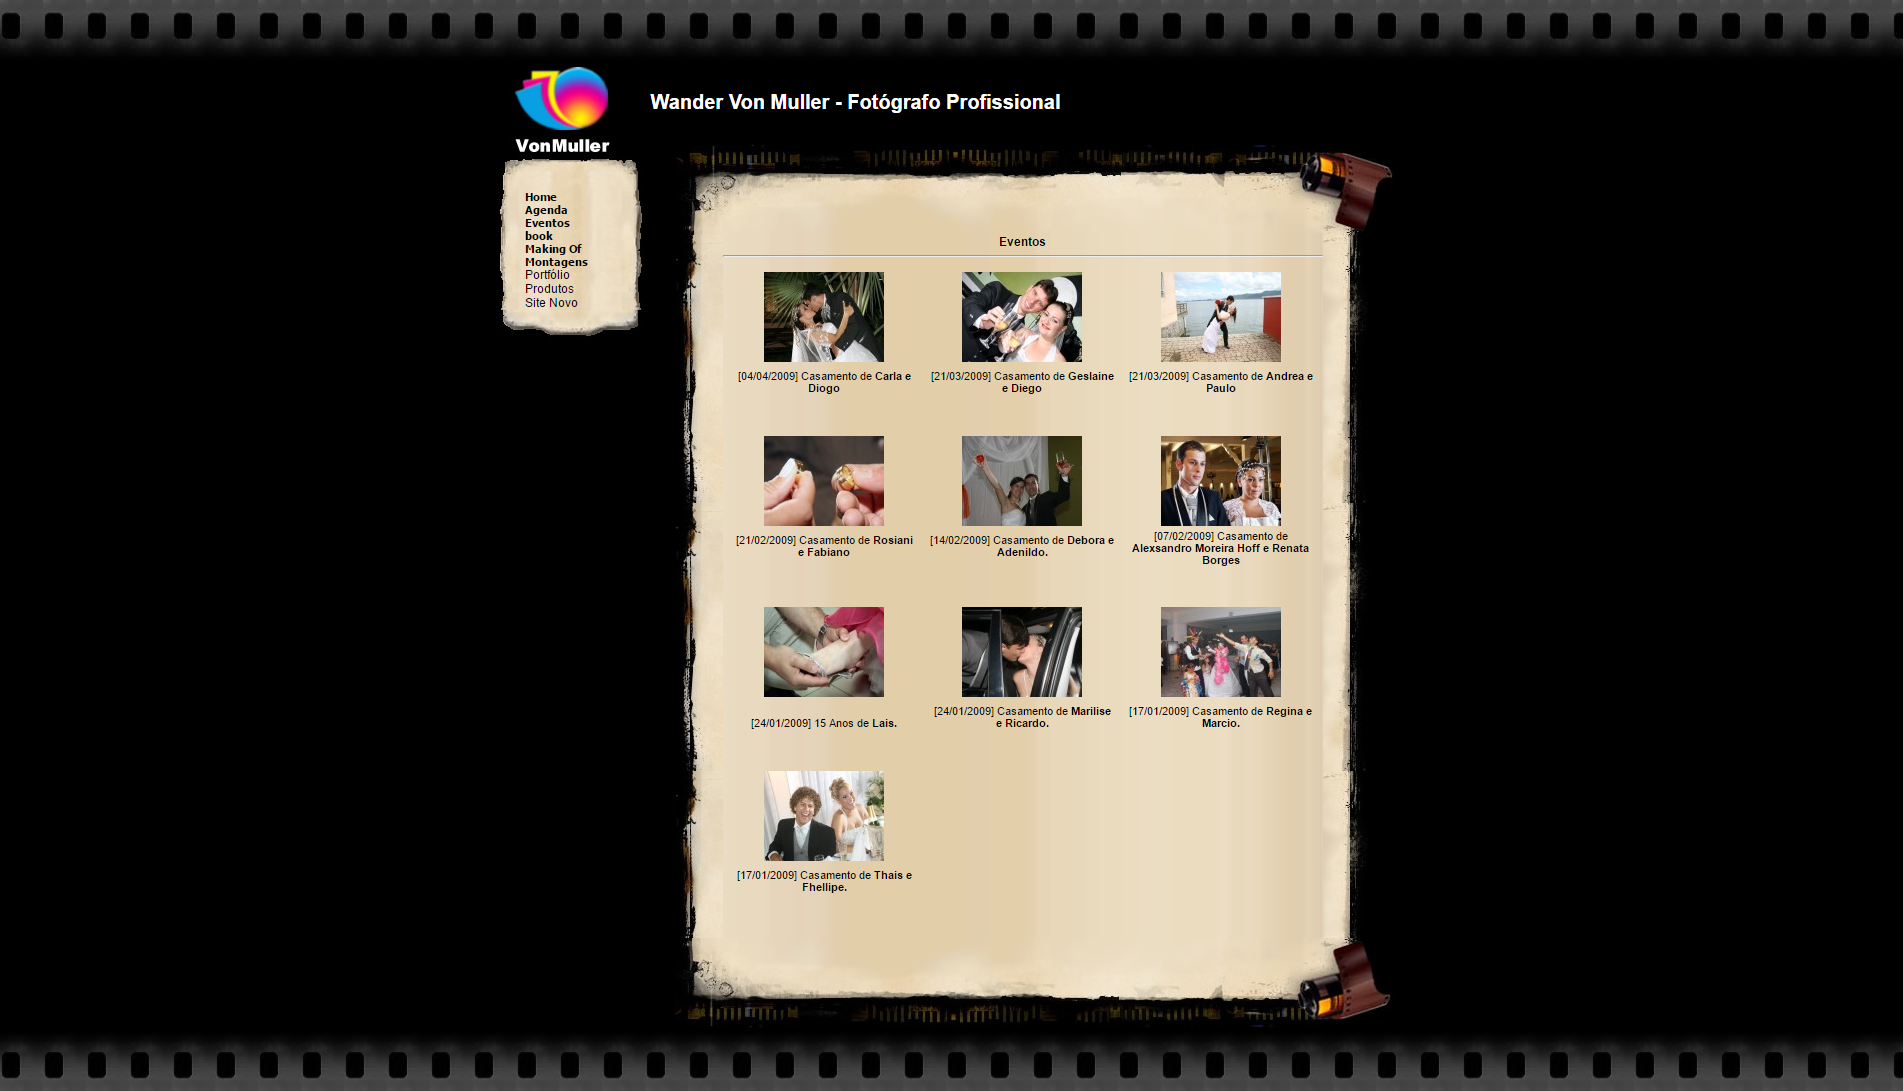 Wander Von Muller - Fotógrafo Profissional
VonMuller
Home
Agenda
Eventos
book
Making Of
Montagens
Portfólio
Produtos
Site Novo
Eventos
[04/04/2009] Casamento de Carla e
Diogo
[21/03/2009] Casamento de Geslaine
e Diego
[21/03/2009] Casamento de Andrea e
Paulo
[21/02/2009] Casamento de Rosiani
e Fabiano
[14/02/2009] Casamento de Debora e
Adenildo.
[07/02/2009] Casamento de
Alexsandro Moreira Hoff e Renata
Borges
[24/01/2009] 15 Anos de Lais.
[24/01/2009] Casamento de Marilise
e Ricardo.
[17/01/2009] Casamento de Regina e
Marcio.
[17/01/2009] Casamento de Thais e
Fhellipe.